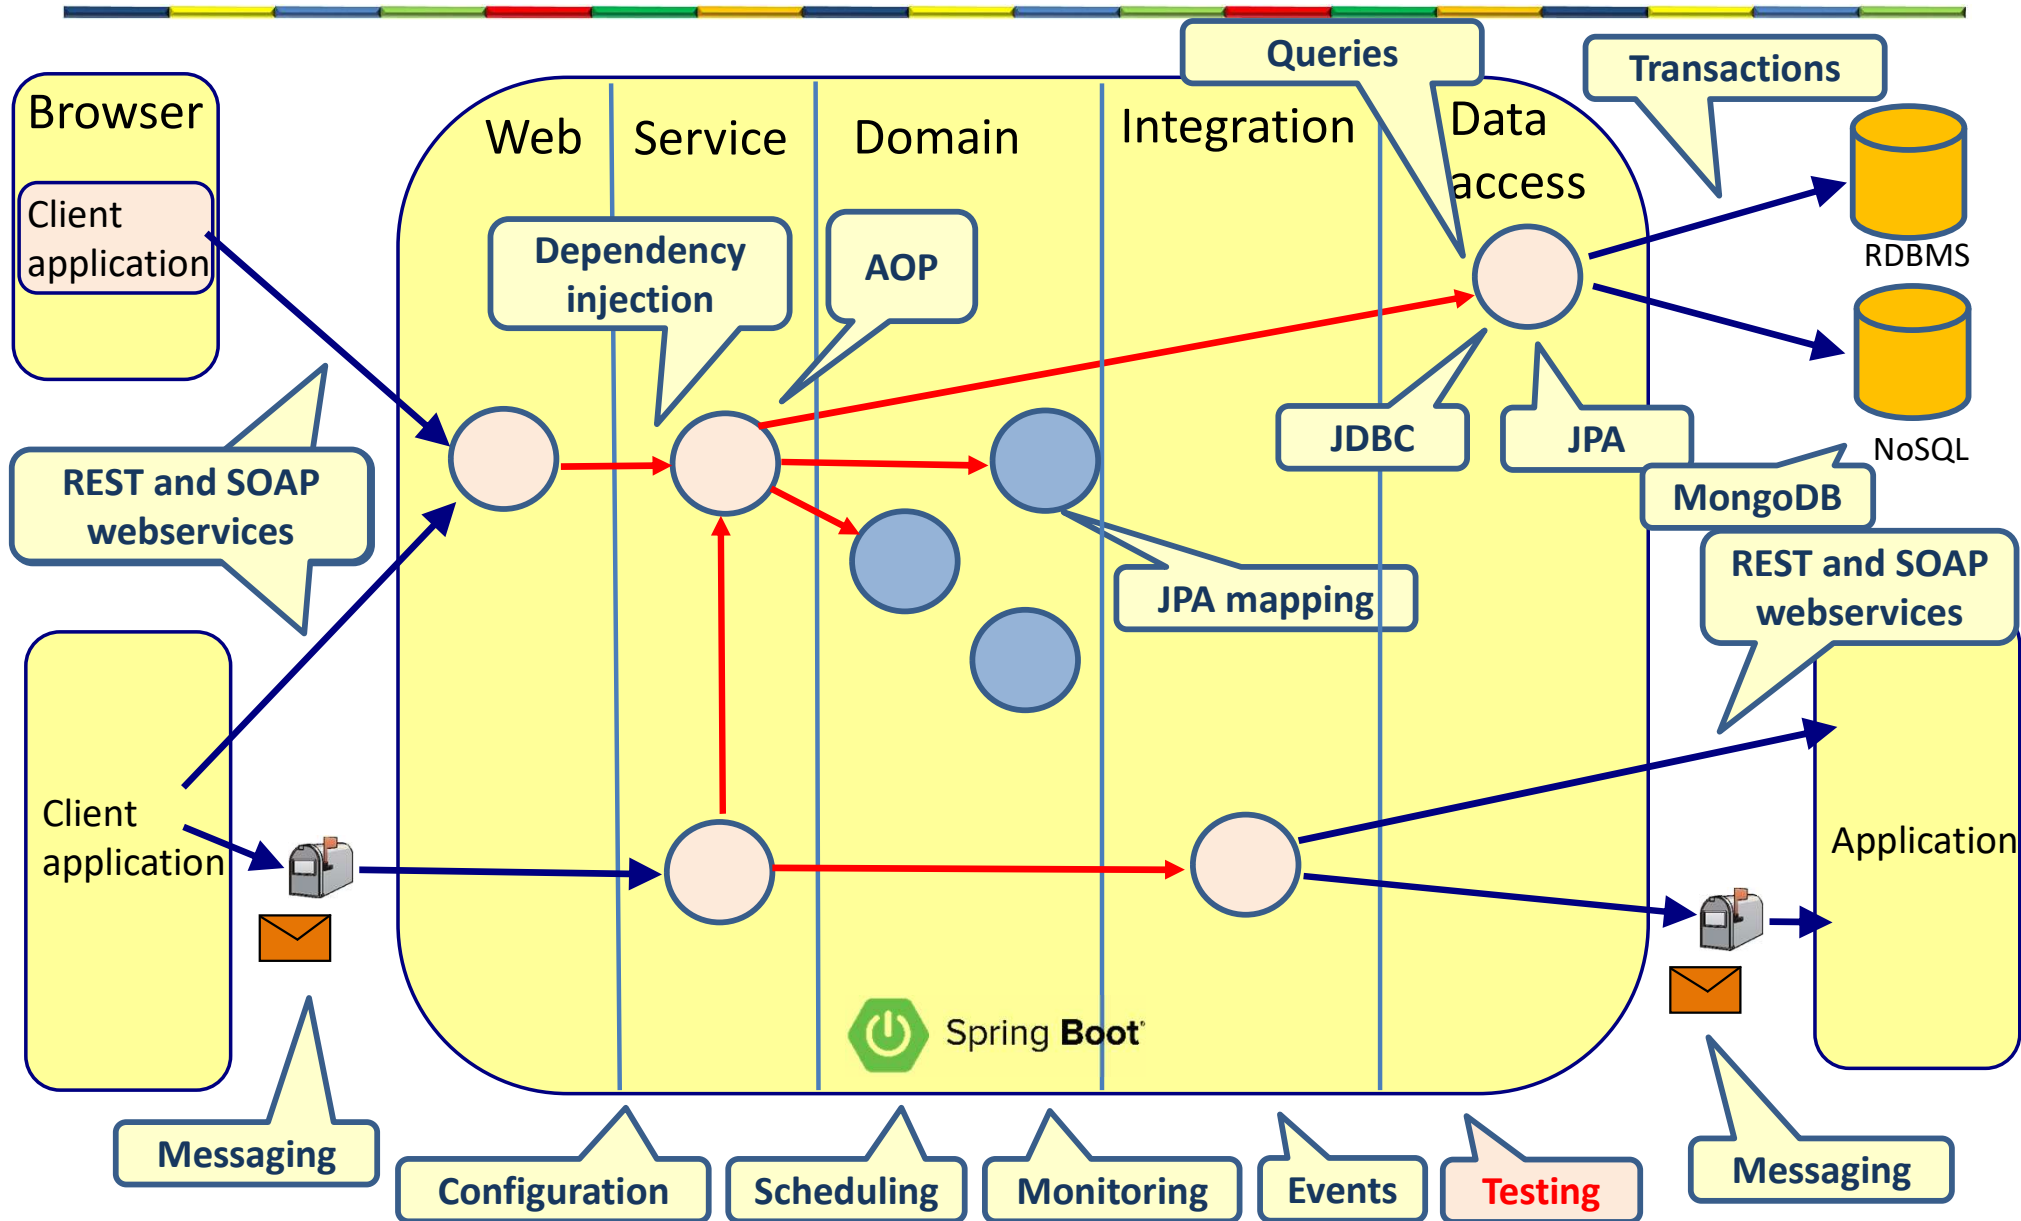 Queries
Transactions
Browser
Web
Service
Domain
Integration
Data
access
Client
application
Dependency
injection
AOP
RDBMS
JDBC
JPA
NoSQL
MongoDB
REST and SOAP
webservices
JPA mapping
REST and SOAP
webservices
Client
application
Application
Spring Boot
Messaging
Configuration
Scheduling
Monitoring
Events
Testing
Messaging